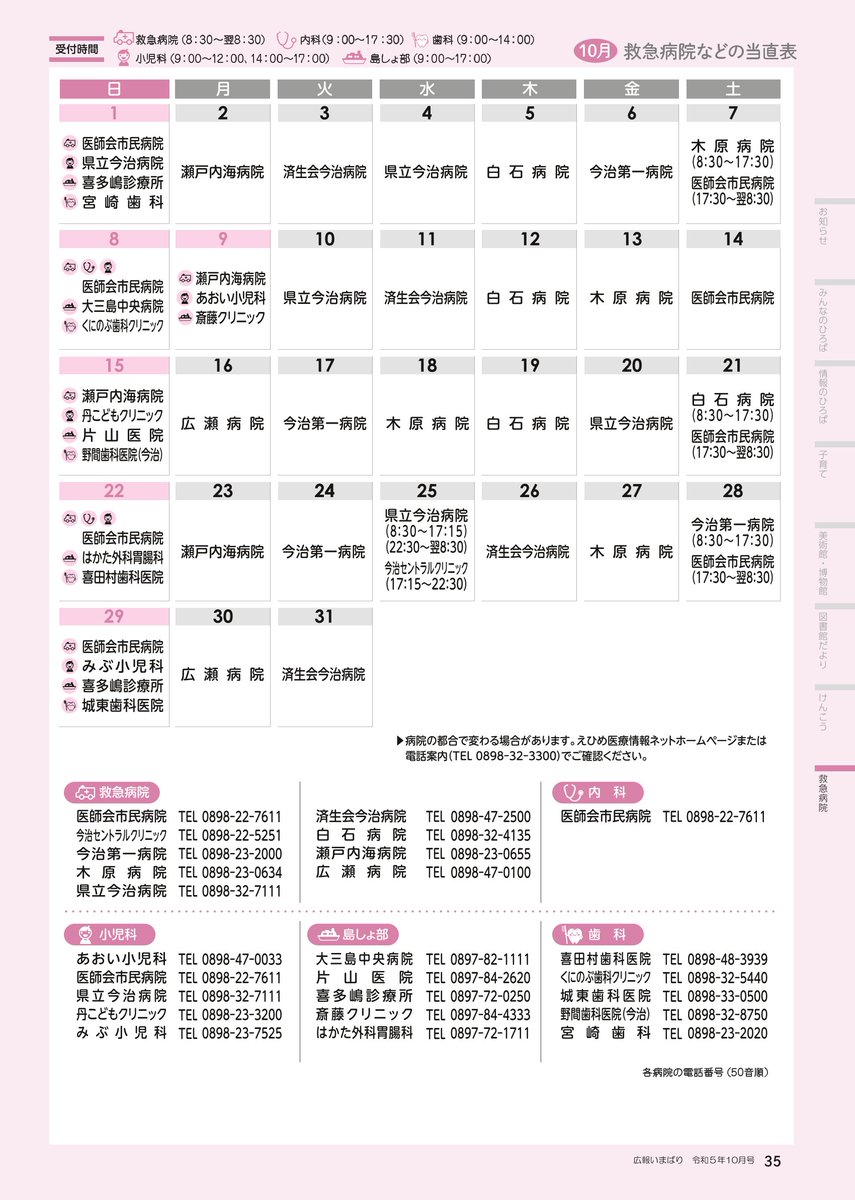 受付時間
救急病院（8：30～翌8：30） 内科（9：00～17：30） 歯科（9：00～14：00）
小児科（9：00～12：00、14：00～17：00） 島しょ部（9：00～17：00）
10月 救急病院などの当直表
日 月 火 水 木 金 土
1 2 3 4 5 6 7
医師会市民病院
県立今治病院
喜多嶋診療所
宮崎歯科
瀬戸内海病院
済生会今治病院
県立今治病院
白石病院
今治第一病院
木原病院
(8:30～17:30)
医師会市民病院
(17:30～翌8:30)
8 9 10 11 12 13 14
医師会市民病院
大三島中央病院
くにのぶ歯科クリニック
瀬戸内海病院
あおい小児科
斎藤クリニック
県立今治病院
済生会今治病院
白石病院
木原病院
医師会市民病院
15 16 17 18 19 20 21
瀬戸内海病院
丹こどもクリニック
片山医院
野間歯科医院(今治)
広瀬病院
今治第一病院
木原病院
白石病院
県立今治病院
白石病院
(8:30～17:30)
医師会市民病院
(17:30～翌8:30)
22 23 24 25 26 27 28
医師会市民病院
はかた外科胃腸科
喜田村歯科医院
瀬戸内海病院
今治第一病院
県立今治病院
(8:30～17:15)
(22:30～翌8:30)
今治セントラルクリニック
(17:15～22:30)
済生会今治病院
木原病院
今治第一病院
(8:30～17:30)
医師会市民病院
(17:30～翌8:30)
29 30 31
医師会市民病院
みぶ小児科
喜多嶋診療所
城東歯科医院
広瀬病院
済生会今治病院
▶病院の都合で変わる場合があります。えひめ医療情報ネットホームページまたは
電話案内（TEL 0898-32-3300）でご確認ください。
救急病院
医師会市民病院 TEL 0898-22-7611
今治セントラルクリニック TEL 0898-22-5251
今治第一病院 TEL 0898-23-2000
木原病院 TEL 0898-23-0634
県立今治病院 TEL 0898-32-7111
済生会今治病院 TEL 0898-47-2500
白石病院 TEL 0898-32-4135
瀬戸内海病院 TEL 0898-23-0655
広瀬病院 TEL 0898-47-0100
内科
医師会市民病院 TEL 0898-22-7611
小児科
あおい小児科 TEL 0898-47-0033
医師会市民病院 TEL 0898-22-7611
県立今治病院 TEL 0898-32-7111
丹こどもクリニック TEL 0898-23-3200
みぶ小児科 TEL 0898-23-7525
島しょ部
大三島中央病院 TEL 0897-82-1111
片山医院 TEL 0897-84-2620
喜多嶋診療所 TEL 0897-72-0250
斎藤クリニック TEL 0897-84-4333
はかた外科胃腸科 TEL 0897-72-1711
歯科
喜田村歯科医院 TEL 0898-48-3939
くにのぶ歯科クリニック TEL 0898-32-5440
城東歯科医院 TEL 0898-33-0500
野間歯科医院(今治) TEL 0898-32-8750
宮崎歯科 TEL 0898-23-2020
各病院の電話番号（50音順）
お知らせ
みんなのひろば
情報のひろば
子育て
美術館・博物館
図書館だより
けんこう
救急病院
広報いまばり 令和5年10月号 35